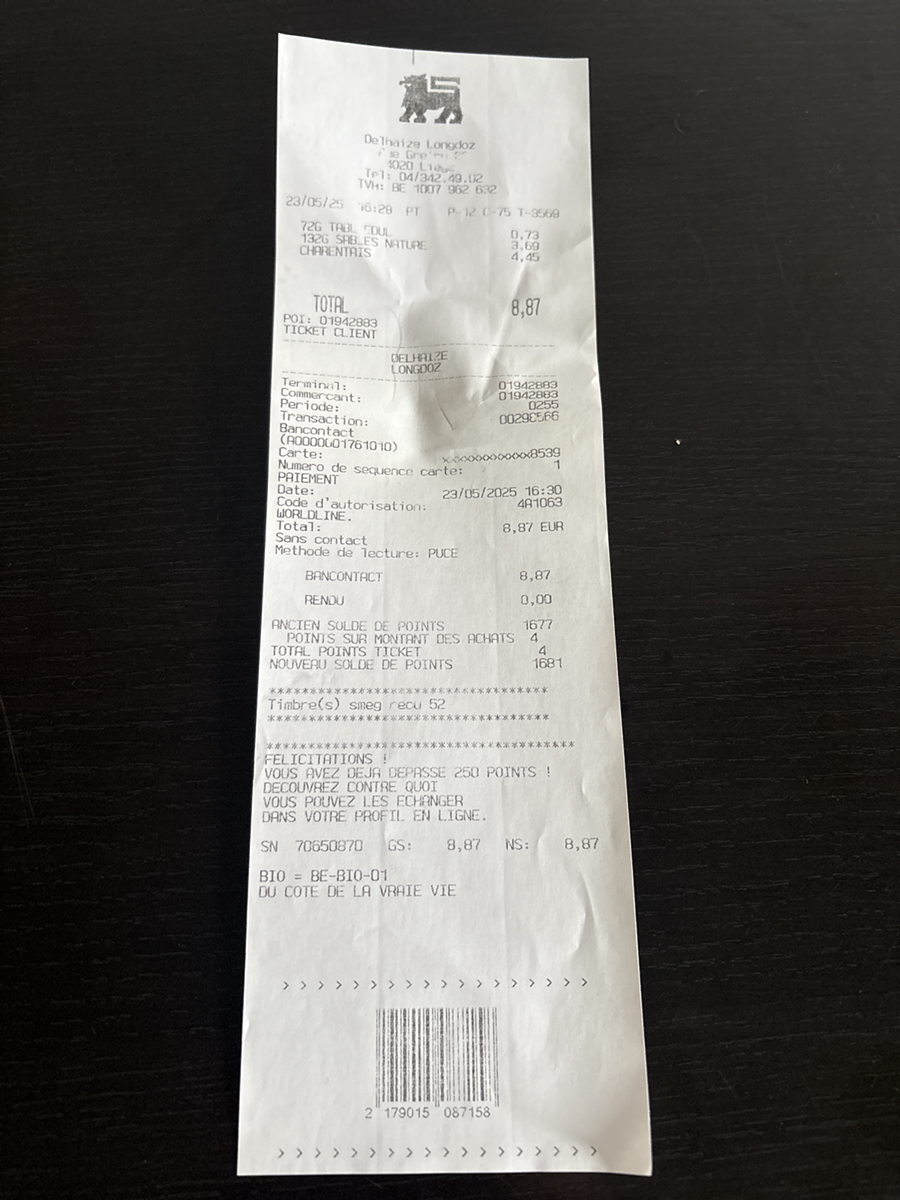 Delhaize Longdoz
4020
Tel: 04/342.49.02
TVH: BE 1007 962 632
23/05/25 16:28 PT P-12 C-75 T-3569
72G TABL 0,73
132G SABLES NATURE 3,69
CHARENTAIS 4,45
TOTAL 8,87
POI: 01942883
TICKET CLIENT
DELHAIZE
LONGDOZ
Terminal: 01942883
Commercant: 01942883
Periode: 0255
Transaction:
Bancontact
(A0000001761010)
Carte: xxxxxxxxxxxxx8539
Numero de sequence carte: 1
PAIEMENT
Date: 23/05/2025 16:30
Code d'autorisation: 4A1063
WORLDLINE.
Total: 8,87 EUR
Sans contact
Methode de lecture: PUCE
BANCONTACT 8,87
RENDU 0,00
ANCIEN SOLDE DE POINTS 1677
POINTS SUR MONTANT DES ACHATS 4
TOTAL POINTS TICKET 4
NOUVEAU SOLDE DE POINTS 1681
********************************
Timbre(s) smeg recu 52
********************************
***********************************
FELICITATIONS !
VOUS AVEZ DEJA DEPASSE 250 POINTS !
DECOUVREZ CONTRE QUOI
VOUS POUVEZ LES ECHANGER
DANS VOTRE PROFIL EN LIGNE.
SN 70650870 GS: 8,87 NS: 8,87
BIO = BE-BIO-01
DU COTE DE LA VRAIE VIE
> > > > > > > > > > > > > > > > > >
2 179015 087158
> > > > > > > > > > > > > > > > > > >